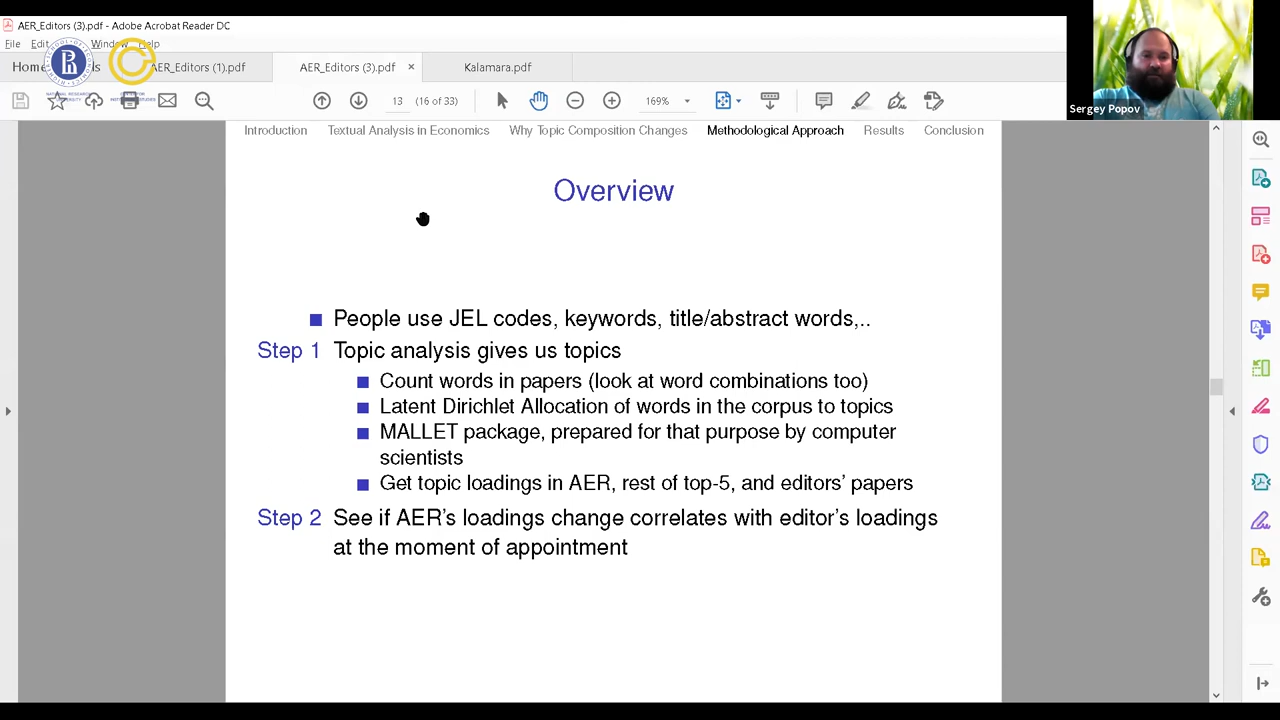 AER_Editors (3).pdf - Adobe Acrobat Reader DC
File Edit Window Help
Home AER_Editors (1).pdf AER_Editors (3).pdf × Kalamara.pdf
13 (16 of 33) 169%
Sergey Popov
Introduction Textual Analysis in Economics Why Topic Composition Changes Methodological Approach Results Conclusion
Overview
People use JEL codes, keywords, title/abstract words,..
Step 1 Topic analysis gives us topics
Count words in papers (look at word combinations too)
Latent Dirichlet Allocation of words in the corpus to topics
MALLET package, prepared for that purpose by computer
scientists
Get topic loadings in AER, rest of top-5, and editors' papers
Step 2 See if AER's loadings change correlates with editor's loadings
at the moment of appointment